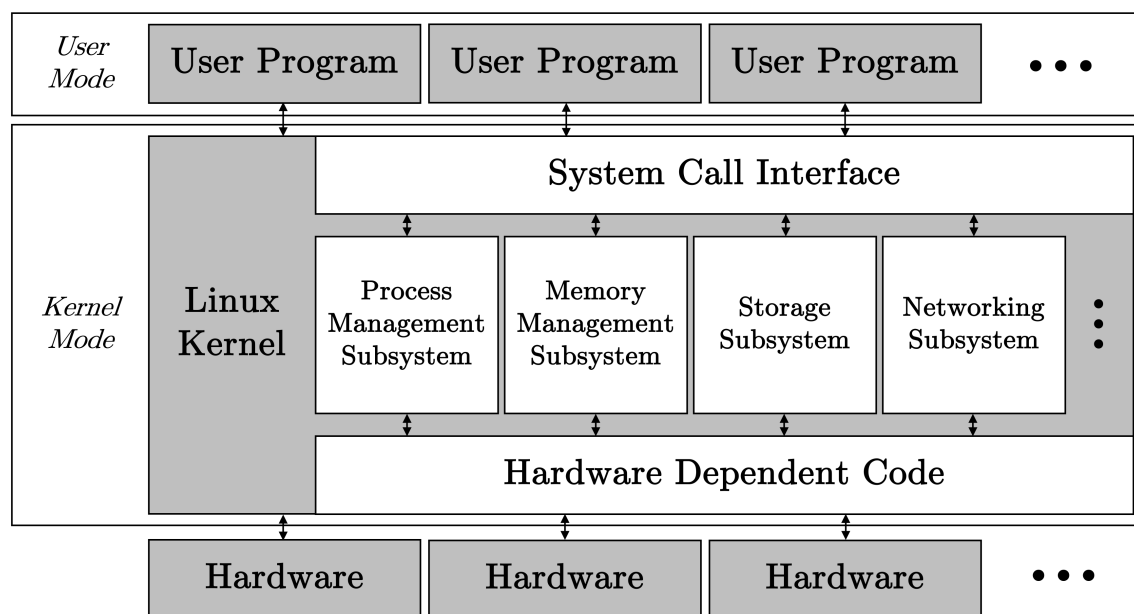 User
Mode
User Program
User Program
User Program
System Call Interface
Kernel
Mode
Linux
Kernel
Process
Management
Subsystem
Memory
Management
Subsystem
Storage
Subsystem
Networking
Subsystem
Hardware Dependent Code
Hardware
Hardware
Hardware